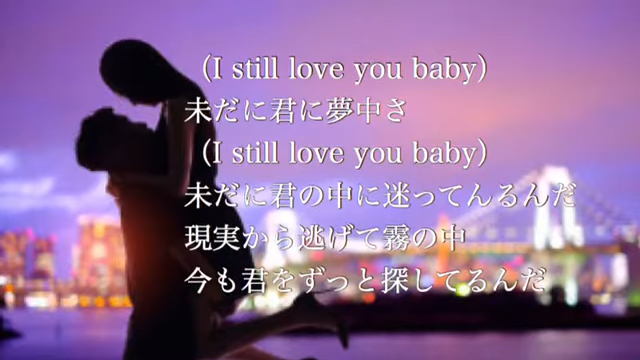 （I still love you baby）
未だに君に夢中さ
（I still love you baby）
未だに君の中に迷ってんるんだ
現実から逃げて霧の中
今も君をずっと探してるんだ